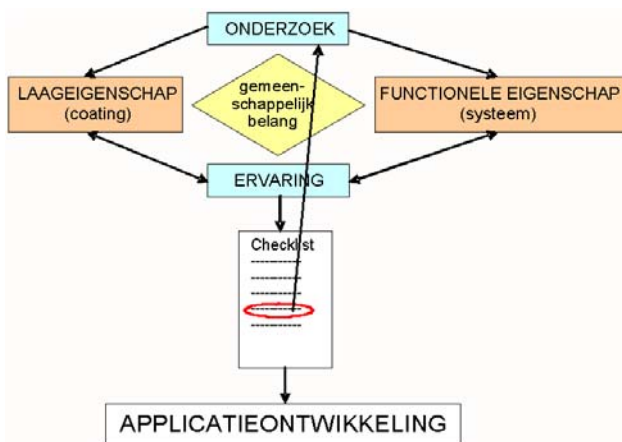 ONDERZOEK
LAAGEIGENSCHAP
(coating)
gemeen-
schappelijk
belang
FUNCTIONELE EIGENSCHAP
(systeem)
ERVARING
Checklist
APPLICATIEONTWIKKELING